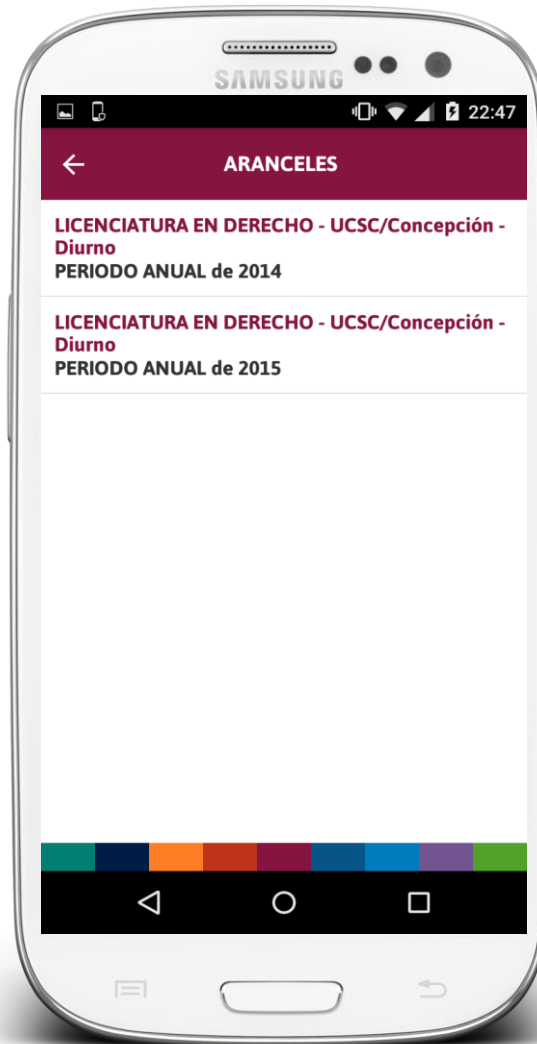 SAMSUNG
22:47
ARANCELES
LICENCIATURA EN DERECHO - UCSC/Concepción -
Diurno
PERIODO ANUAL de 2014
LICENCIATURA EN DERECHO - UCSC/Concepción -
Diurno
PERIODO ANUAL de 2015